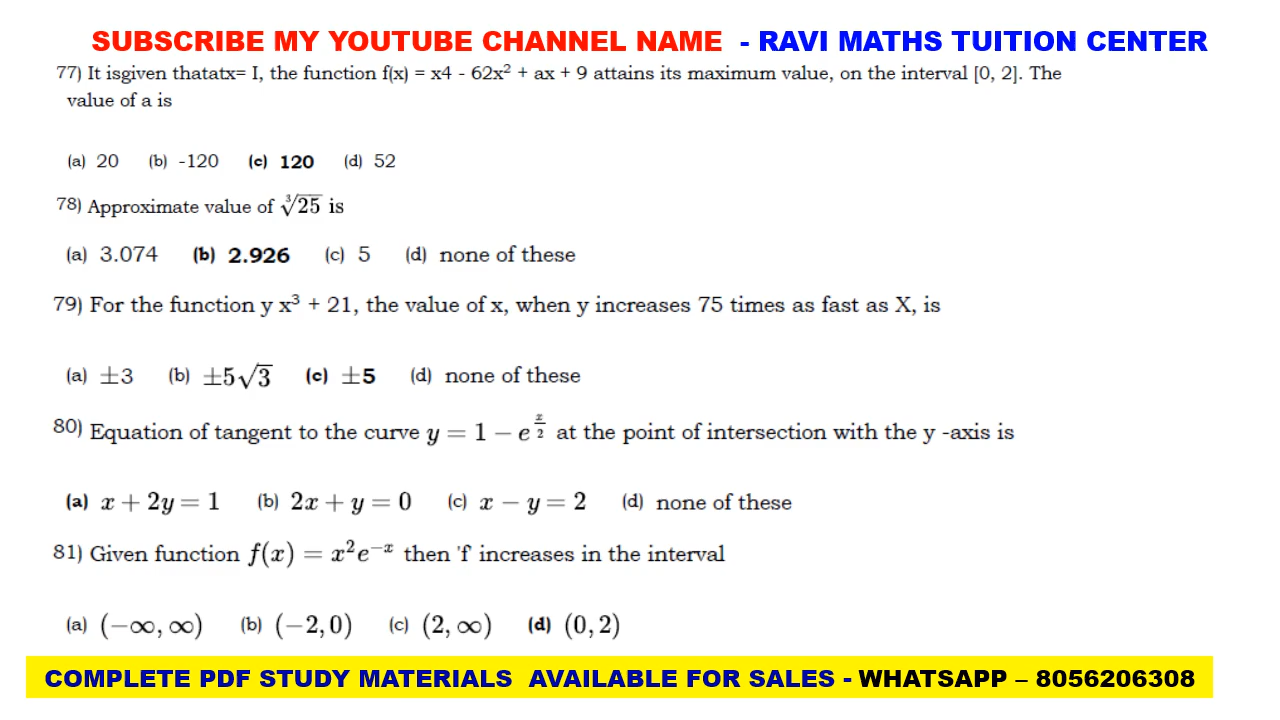 SUBSCRIBE MY YOUTUBE CHANNEL NAME - RAVI MATHS TUITION CENTER
77) It isgiven thatatx= I, the function f(x) = x4 - 62x² + ax + 9 attains its maximum value, on the interval [0, 2]. The
value of a is
(a) 20 (b) -120 (c) 120 (d) 52
78) Approximate value of ∛25 is
(a) 3.074 (b) 2.926 (c) 5 (d) none of these
79) For the function y x³ + 21, the value of x, when y increases 75 times as fast as X, is
(a) ±3 (b) ±5√3 (c) ±5 (d) none of these
80) Equation of tangent to the curve y = 1 − e^(x/2) at the point of intersection with the y -axis is
(a) x + 2y = 1 (b) 2x + y = 0 (c) x − y = 2 (d) none of these
81) Given function f(x) = x²e⁻ˣ then 'f' increases in the interval
(a) (−∞, ∞) (b) (−2, 0) (c) (2, ∞) (d) (0, 2)
COMPLETE PDF STUDY MATERIALS AVAILABLE FOR SALES - WHATSAPP – 8056206308